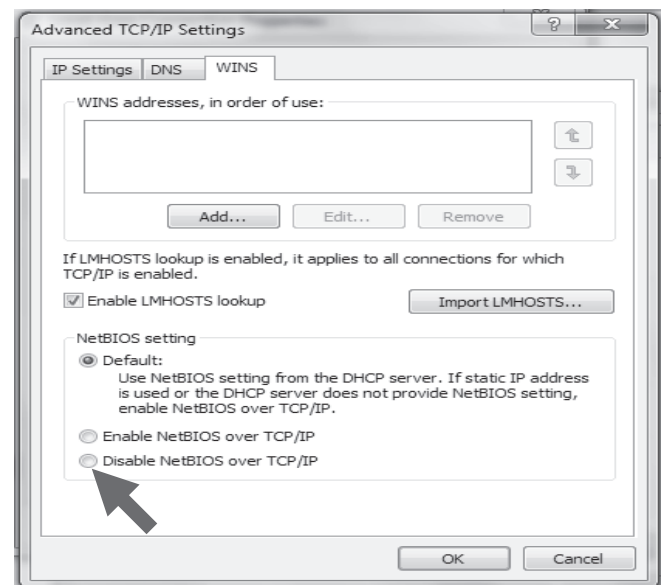 Advanced TCP/IP Settings
IP Settings DNS WINS
WINS addresses, in order of use:
Add... Edit... Remove
If LMHOSTS lookup is enabled, it applies to all connections for which
TCP/IP is enabled.
Enable LMHOSTS lookup Import LMHOSTS...
NetBIOS setting
Default:
Use NetBIOS setting from the DHCP server. If static IP address
is used or the DHCP server does not provide NetBIOS setting,
enable NetBIOS over TCP/IP.
Enable NetBIOS over TCP/IP
Disable NetBIOS over TCP/IP
OK Cancel